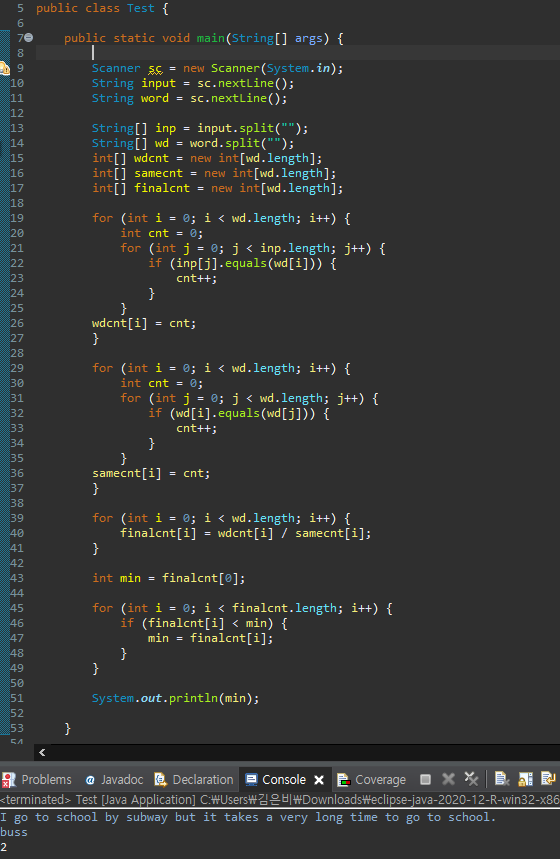 5 public class Test {
6
7 public static void main(String[] args) {
8
9 Scanner sc = new Scanner(System.in);
10 String input = sc.nextLine();
11 String word = sc.nextLine();
12
13 String[] inp = input.split("");
14 String[] wd = word.split("");
15 int[] wdcnt = new int[wd.length];
16 int[] samecnt = new int[wd.length];
17 int[] finalcnt = new int[wd.length];
18
19 for (int i = 0; i < wd.length; i++) {
20 int cnt = 0;
21 for (int j = 0; j < inp.length; j++) {
22 if (inp[j].equals(wd[i])) {
23 cnt++;
24 }
25 }
26 wdcnt[i] = cnt;
27 }
28
29 for (int i = 0; i < wd.length; i++) {
30 int cnt = 0;
31 for (int j = 0; j < wd.length; j++) {
32 if (wd[i].equals(wd[j])) {
33 cnt++;
34 }
35 }
36 samecnt[i] = cnt;
37 }
38
39 for (int i = 0; i < wd.length; i++) {
40 finalcnt[i] = wdcnt[i] / samecnt[i];
41 }
42
43 int min = finalcnt[0];
44
45 for (int i = 0; i < finalcnt.length; i++) {
46 if (finalcnt[i] < min) {
47 min = finalcnt[i];
48 }
49 }
50
51 System.out.println(min);
52
53 }
54
Problems @ Javadoc Declaration Console Coverage
<terminated> Test [Java Application] C:₩Users₩김은비₩Downloads₩eclipse-java-2020-12-R-win32-x86
I go to school by subway but it takes a very long time to go to school.
buss
2